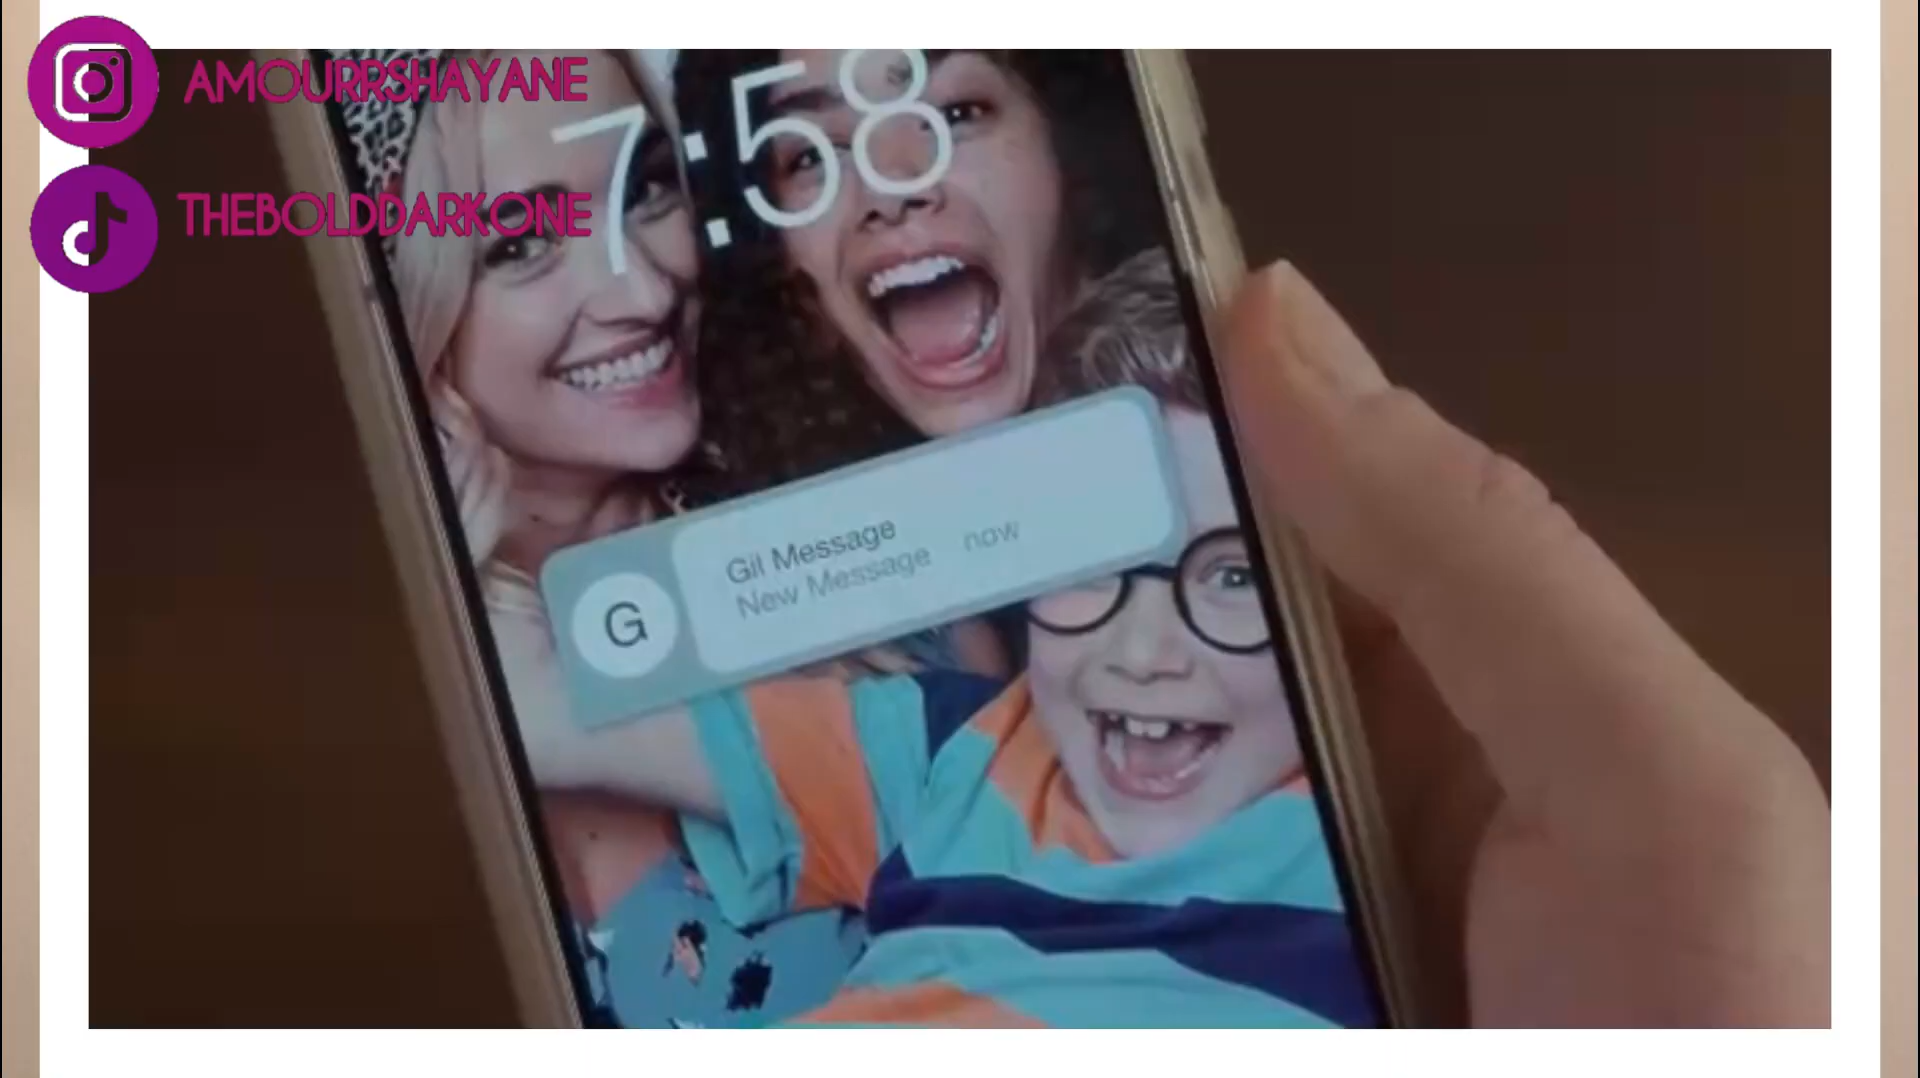 AMOURRSHAYANE
THEBOLDDARKONE
7:58
Gil Message
New Message now
G